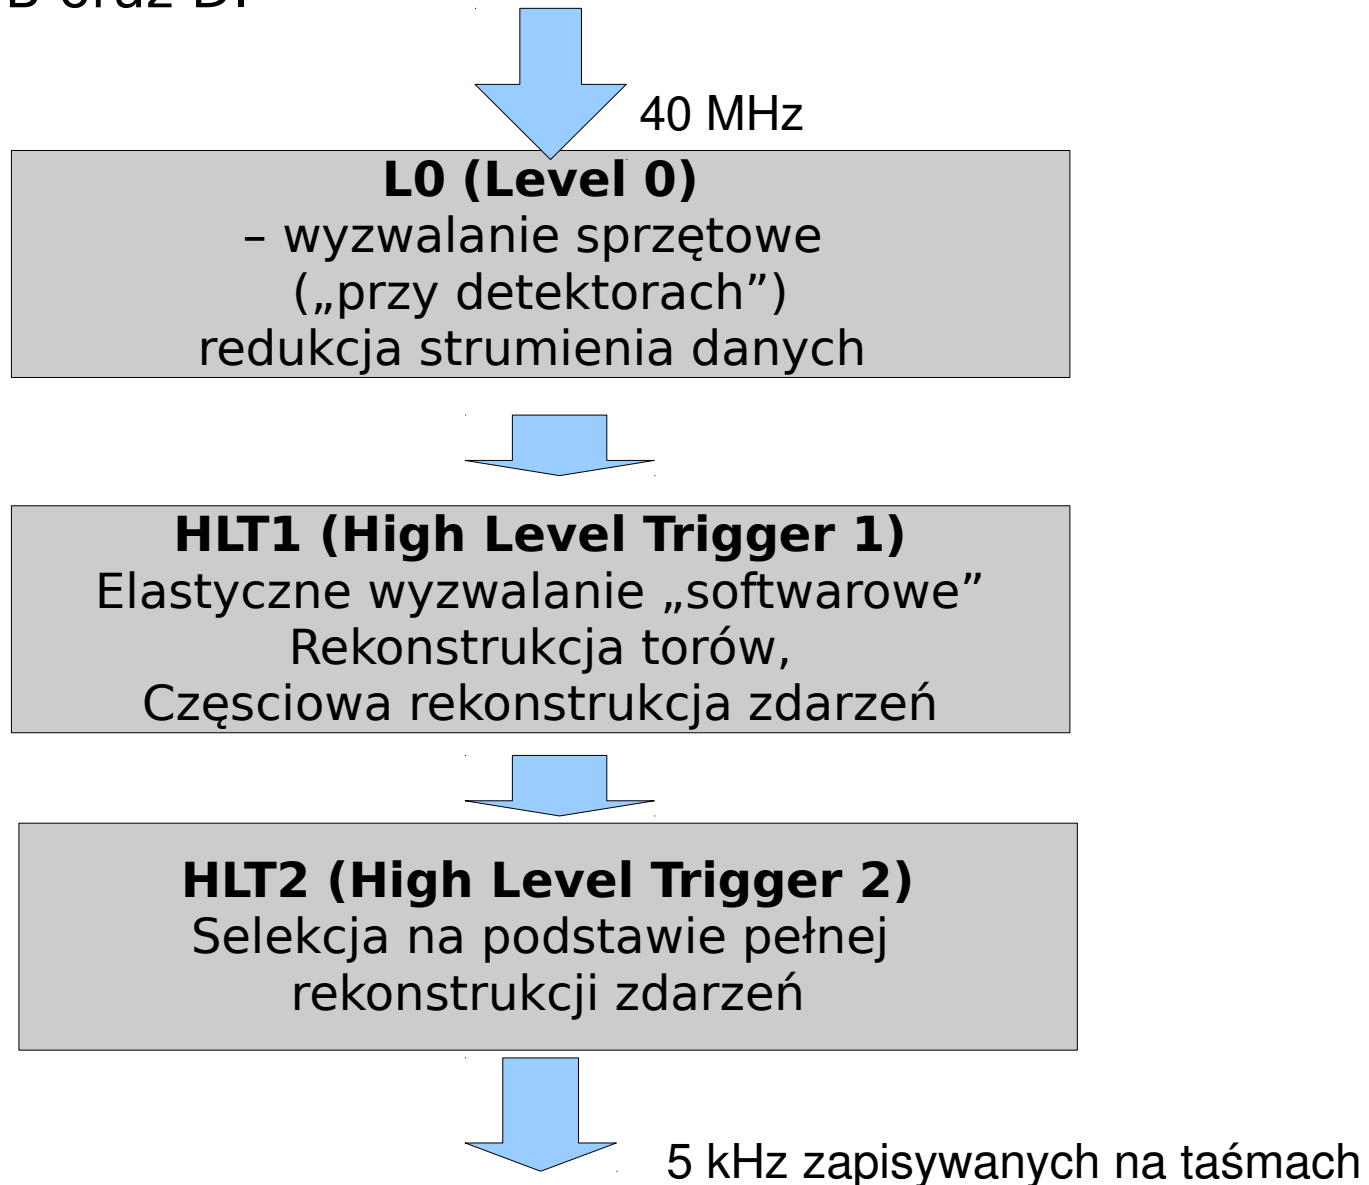 B oraz D.
40 MHz
L0 (Level 0)
– wyzwalanie sprzętowe
(„przy detektorach”)
redukcja strumienia danych
HLT1 (High Level Trigger 1)
Elastyczne wyzwalanie „softwarowe”
Rekonstrukcja torów,
Częsciowa rekonstrukcja zdarzeń
HLT2 (High Level Trigger 2)
Selekcja na podstawie pełnej
rekonstrukcji zdarzeń
5 kHz zapisywanych na taśmach